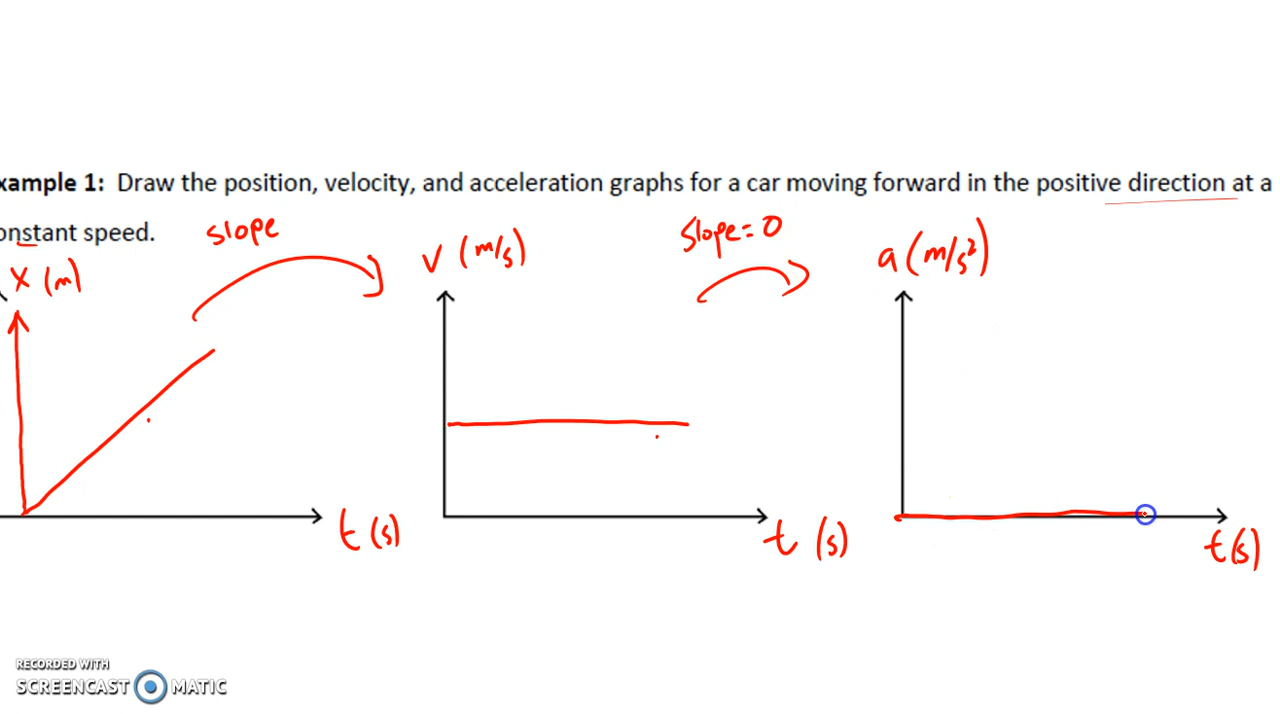 xample 1: Draw the position, velocity, and acceleration graphs for a car moving forward in the positive direction at a
onstant speed.
slope
slope = 0
x (m)
v (m/s)
a (m/s²)
t (s)
t (s)
t (s)
RECORDED WITH
SCREENCAST MATIC